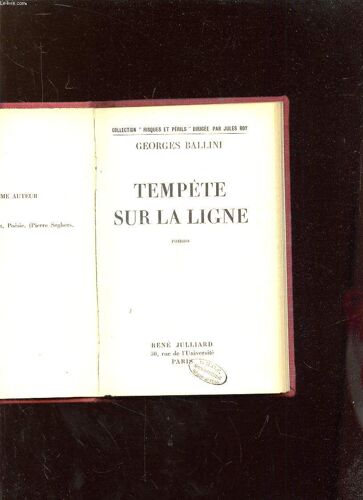 ME AUTEUR
Poésie, (Pierre Seghers,
COLLECTION " RISQUES ET PÉRILS " DIRIGÉE PAR JULES ROY
GEORGES BALLINI
TEMPÊTE
SUR LA LIGNE
roman
RENÉ JULLIARD
30, rue de l'Université
PARIS